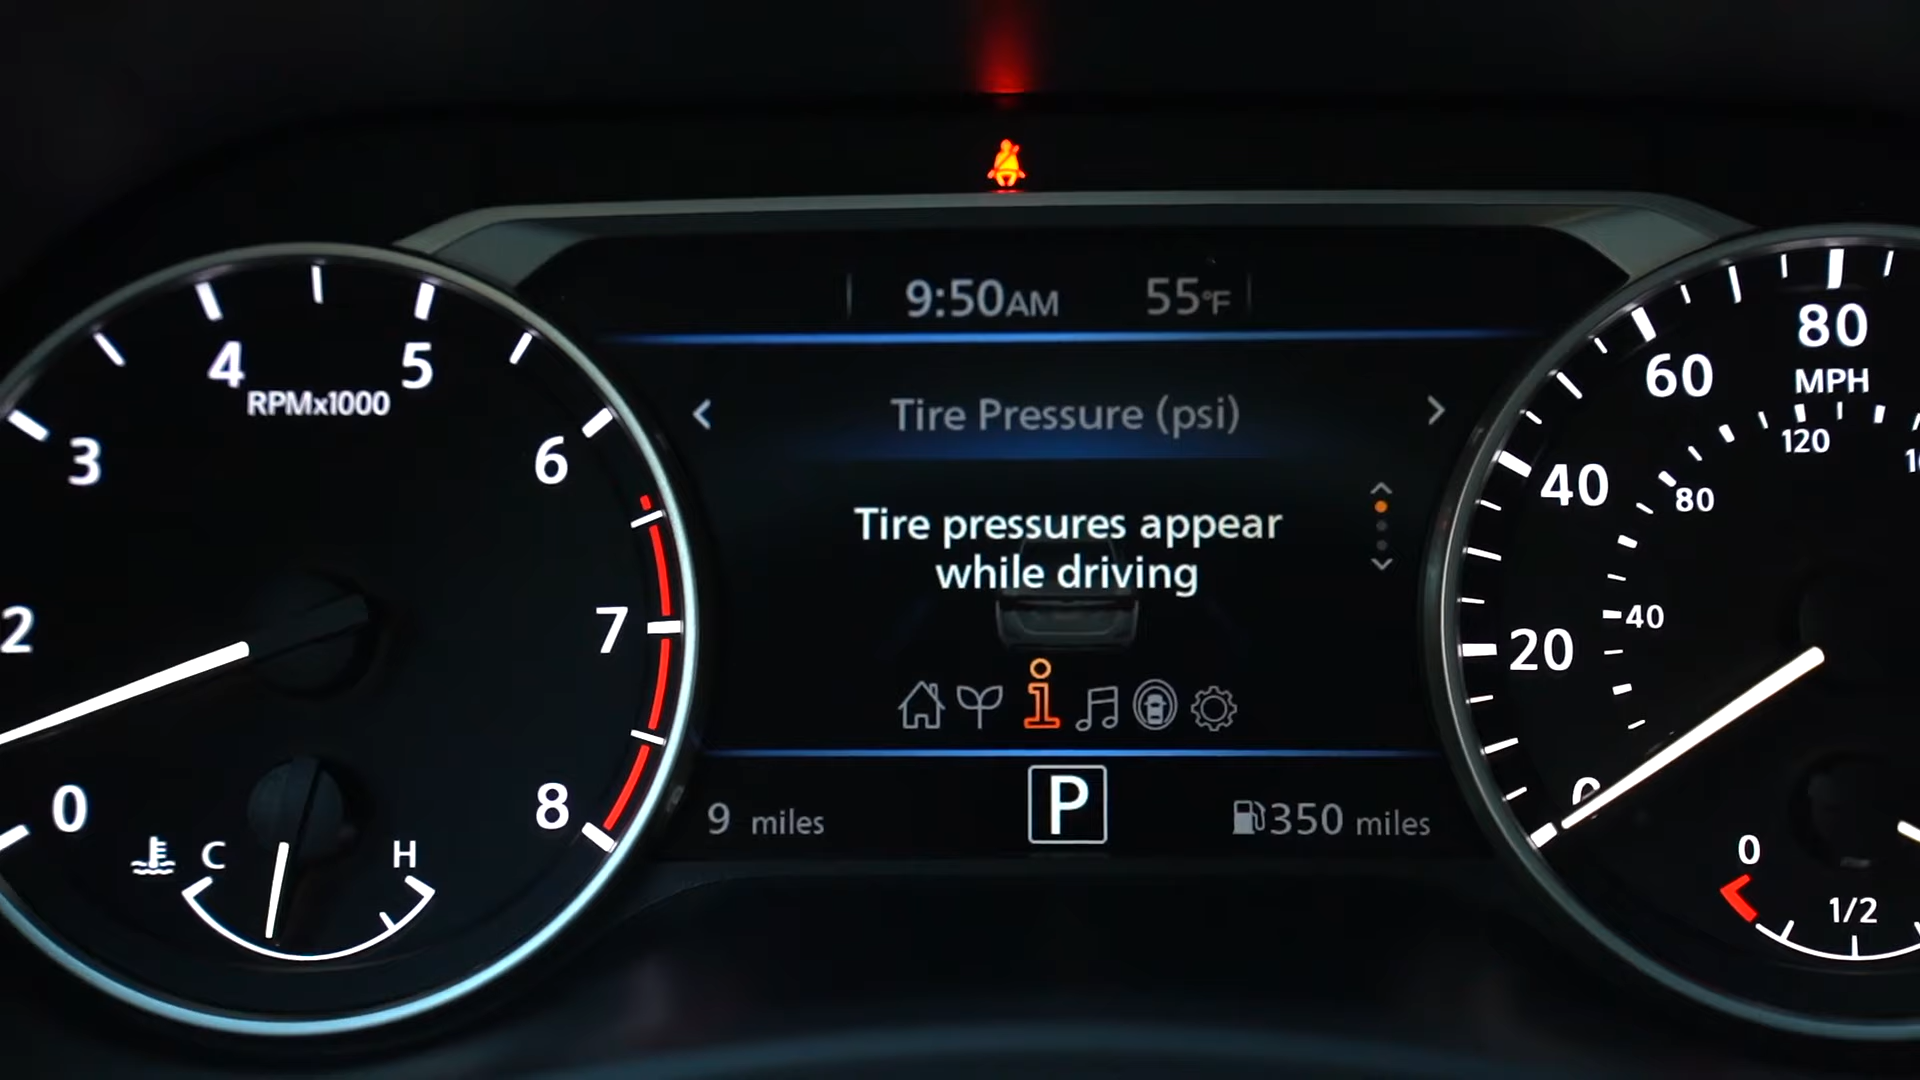 9:50AM 55°F
Tire Pressure (psi)
Tire pressures appear
while driving
P
9 miles
350 miles
2
3
4
5
6
7
8
0
RPMx1000
C H
20
40
60
80
MPH
40
80
120
0
1/2